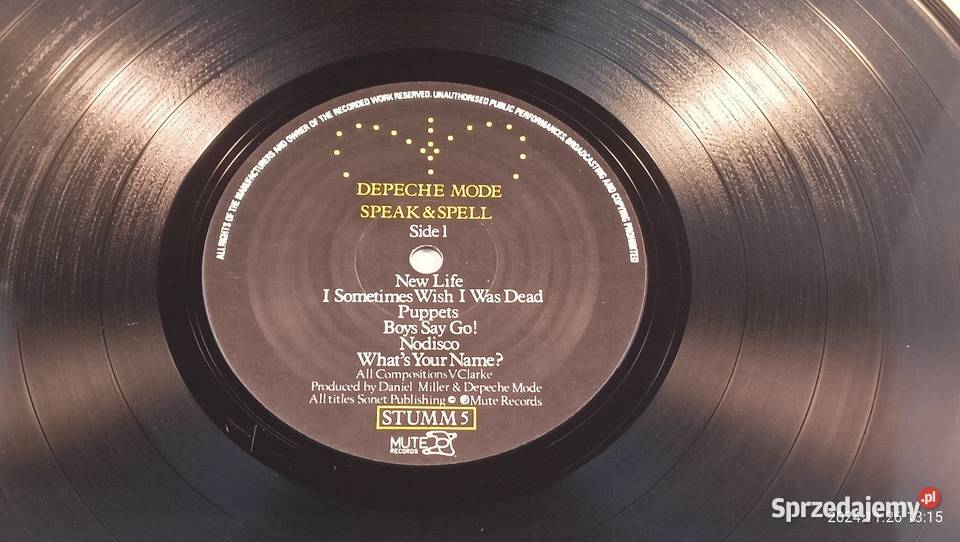 ALL RIGHTS OF THE MANUFACTURERS AND OWNER OF THE RECORDED WORK RESERVED. UNAUTHORISED PUBLIC PERFORMANCES, BROADCASTING AND COPYING PROHIBITED
DEPECHE MODE
SPEAK & SPELL
Side 1
New Life
I Sometimes Wish I Was Dead
Puppets
Boys Say Go!
Nodisco
What's Your Name?
All Compositions V Clarke
Produced by Daniel Miller & Depeche Mode
All titles Sonet Publishing © ℗ Mute Records
STUMM 5
MUTE
RECORDS
Sprzedajemy.pl
13:15